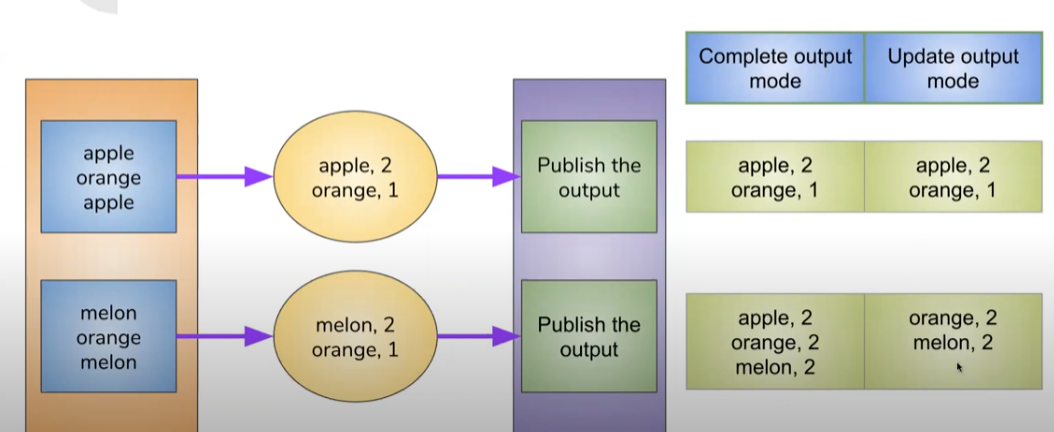 Complete output
mode
Update output
mode
apple
orange
apple
apple, 2
orange, 1
Publish the
output
apple, 2
orange, 1
apple, 2
orange, 1
melon
orange
melon
melon, 2
orange, 1
Publish the
output
apple, 2
orange, 2
melon, 2
orange, 2
melon, 2